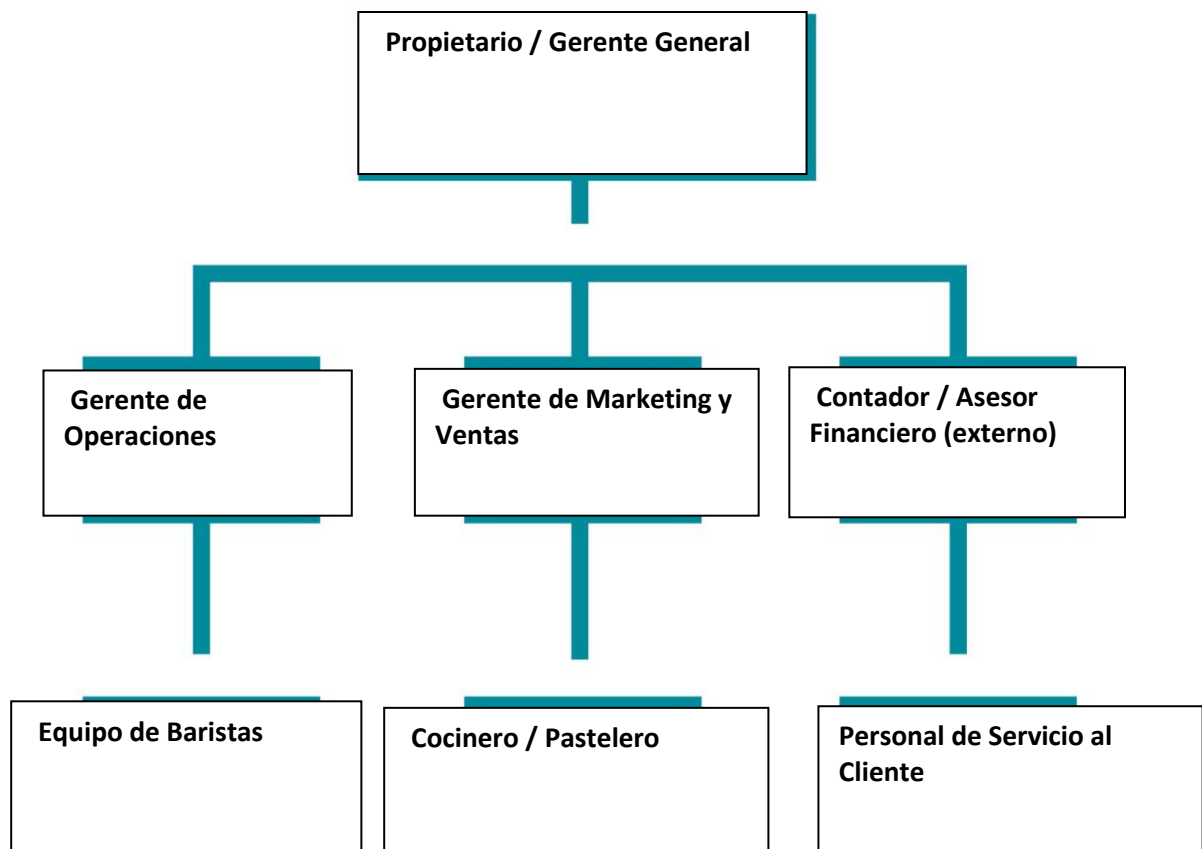 Propietario / Gerente General
Gerente de
Operaciones
Gerente de Marketing y
Ventas
Contador / Asesor
Financiero (externo)
Equipo de Baristas
Cocinero / Pastelero
Personal de Servicio al
Cliente